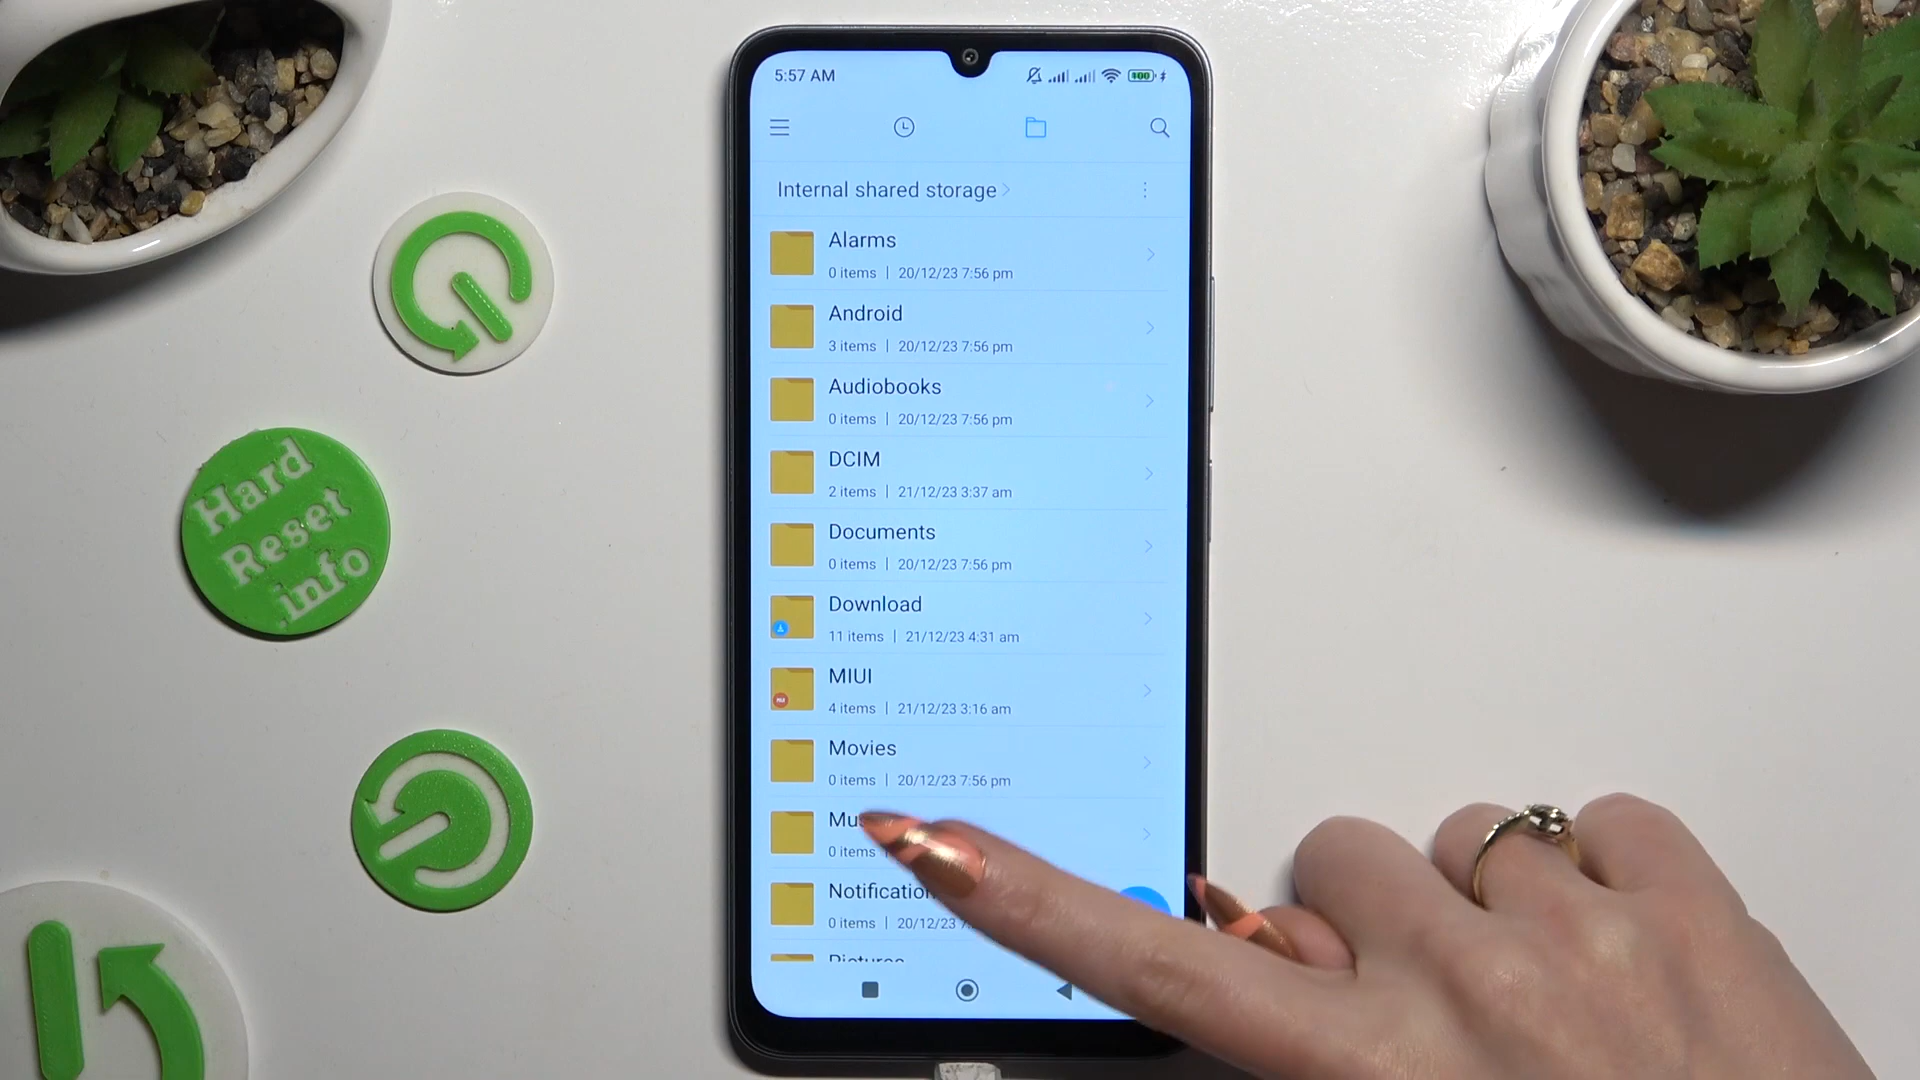 5:57 AM
100
Internal shared storage
Alarms
0 items | 20/12/23 7:56 pm
Android
3 items | 20/12/23 7:56 pm
Audiobooks
0 items | 20/12/23 7:56 pm
DCIM
2 items | 21/12/23 3:37 am
Documents
0 items | 20/12/23 7:56 pm
Download
11 items | 21/12/23 4:31 am
MIUI
4 items | 21/12/23 3:16 am
Movies
0 items | 20/12/23 7:56 pm
0 items
0 items | 20/12/23
Hard
Reset
.info